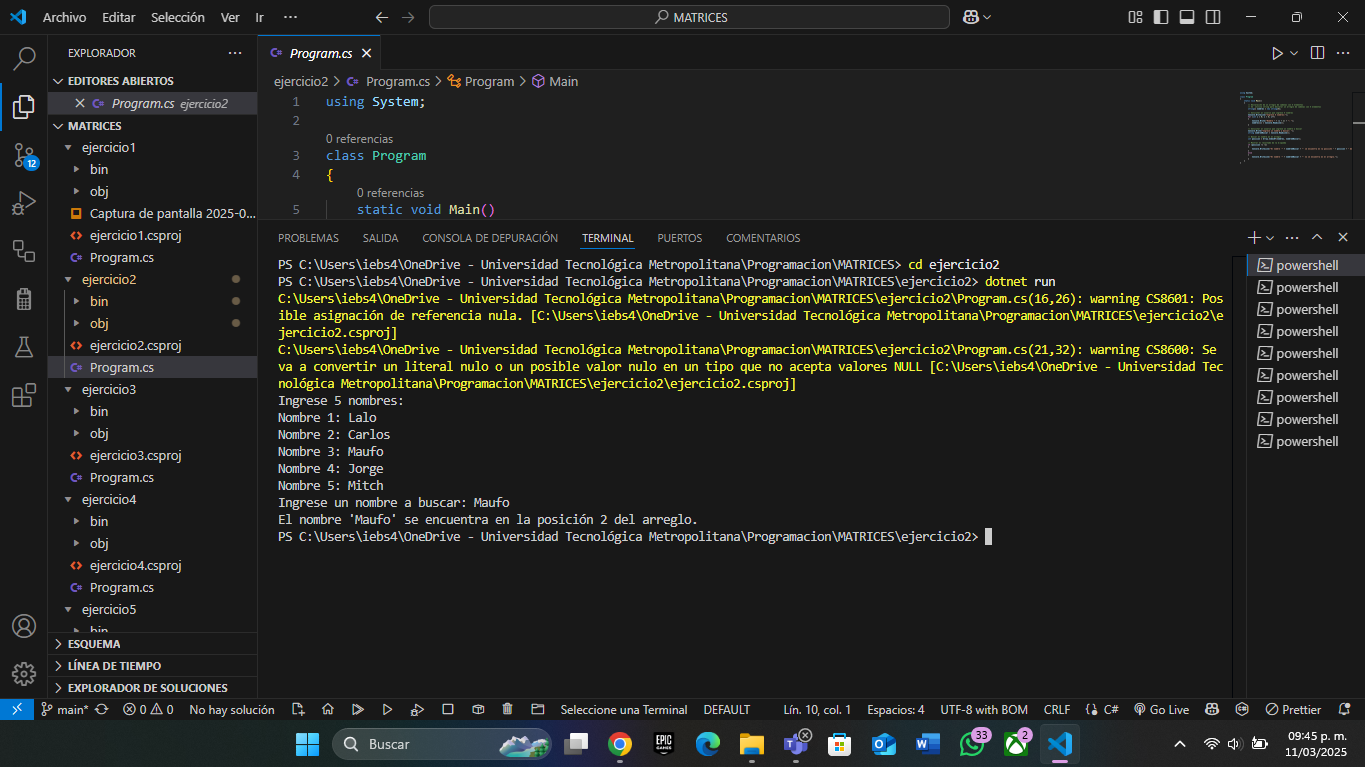 Archivo Editar Selección Ver Ir ···
MATRICES
EXPLORADOR ···
EDITORES ABIERTOS
Program.cs ejercicio2
MATRICES
ejercicio1
bin
obj
Captura de pantalla 2025-0...
ejercicio1.csproj
Program.cs
ejercicio2
bin
obj
ejercicio2.csproj
Program.cs
ejercicio3
bin
obj
ejercicio3.csproj
Program.cs
ejercicio4
bin
obj
ejercicio4.csproj
Program.cs
ejercicio5
bin
ESQUEMA
LÍNEA DE TIEMPO
EXPLORADOR DE SOLUCIONES
12
Program.cs
ejercicio2 > Program.cs > Program > Main
1 using System;
2
0 referencias
3 class Program
4 {
0 referencias
5 static void Main()
PROBLEMAS SALIDA CONSOLA DE DEPURACIÓN TERMINAL PUERTOS COMENTARIOS
PS C:\Users\iebs4\OneDrive - Universidad Tecnológica Metropolitana\Programacion\MATRICES> cd ejercicio2
PS C:\Users\iebs4\OneDrive - Universidad Tecnológica Metropolitana\Programacion\MATRICES\ejercicio2> dotnet run
C:\Users\iebs4\OneDrive - Universidad Tecnológica Metropolitana\Programacion\MATRICES\ejercicio2\Program.cs(16,26): warning CS8601: Pos
ible asignación de referencia nula. [C:\Users\iebs4\OneDrive - Universidad Tecnológica Metropolitana\Programacion\MATRICES\ejercicio2\e
jercicio2.csproj]
C:\Users\iebs4\OneDrive - Universidad Tecnológica Metropolitana\Programacion\MATRICES\ejercicio2\Program.cs(21,32): warning CS8600: Se
va a convertir un literal nulo o un posible valor nulo en un tipo que no acepta valores NULL [C:\Users\iebs4\OneDrive - Universidad Tec
nológica Metropolitana\Programacion\MATRICES\ejercicio2\ejercicio2.csproj]
Ingrese 5 nombres:
Nombre 1: Lalo
Nombre 2: Carlos
Nombre 3: Maufo
Nombre 4: Jorge
Nombre 5: Mitch
Ingrese un nombre a buscar: Maufo
El nombre 'Maufo' se encuentra en la posición 2 del arreglo.
PS C:\Users\iebs4\OneDrive - Universidad Tecnológica Metropolitana\Programacion\MATRICES\ejercicio2>
powershell
powershell
powershell
powershell
powershell
powershell
powershell
powershell
powershell
main* 0 0 No hay solución Seleccione una Terminal DEFAULT Lín. 10, col. 1 Espacios: 4 UTF-8 with BOM CRLF C# Go Live Prettier
Buscar
EPIC GAMES
33
2
09:45 p. m.
11/03/2025